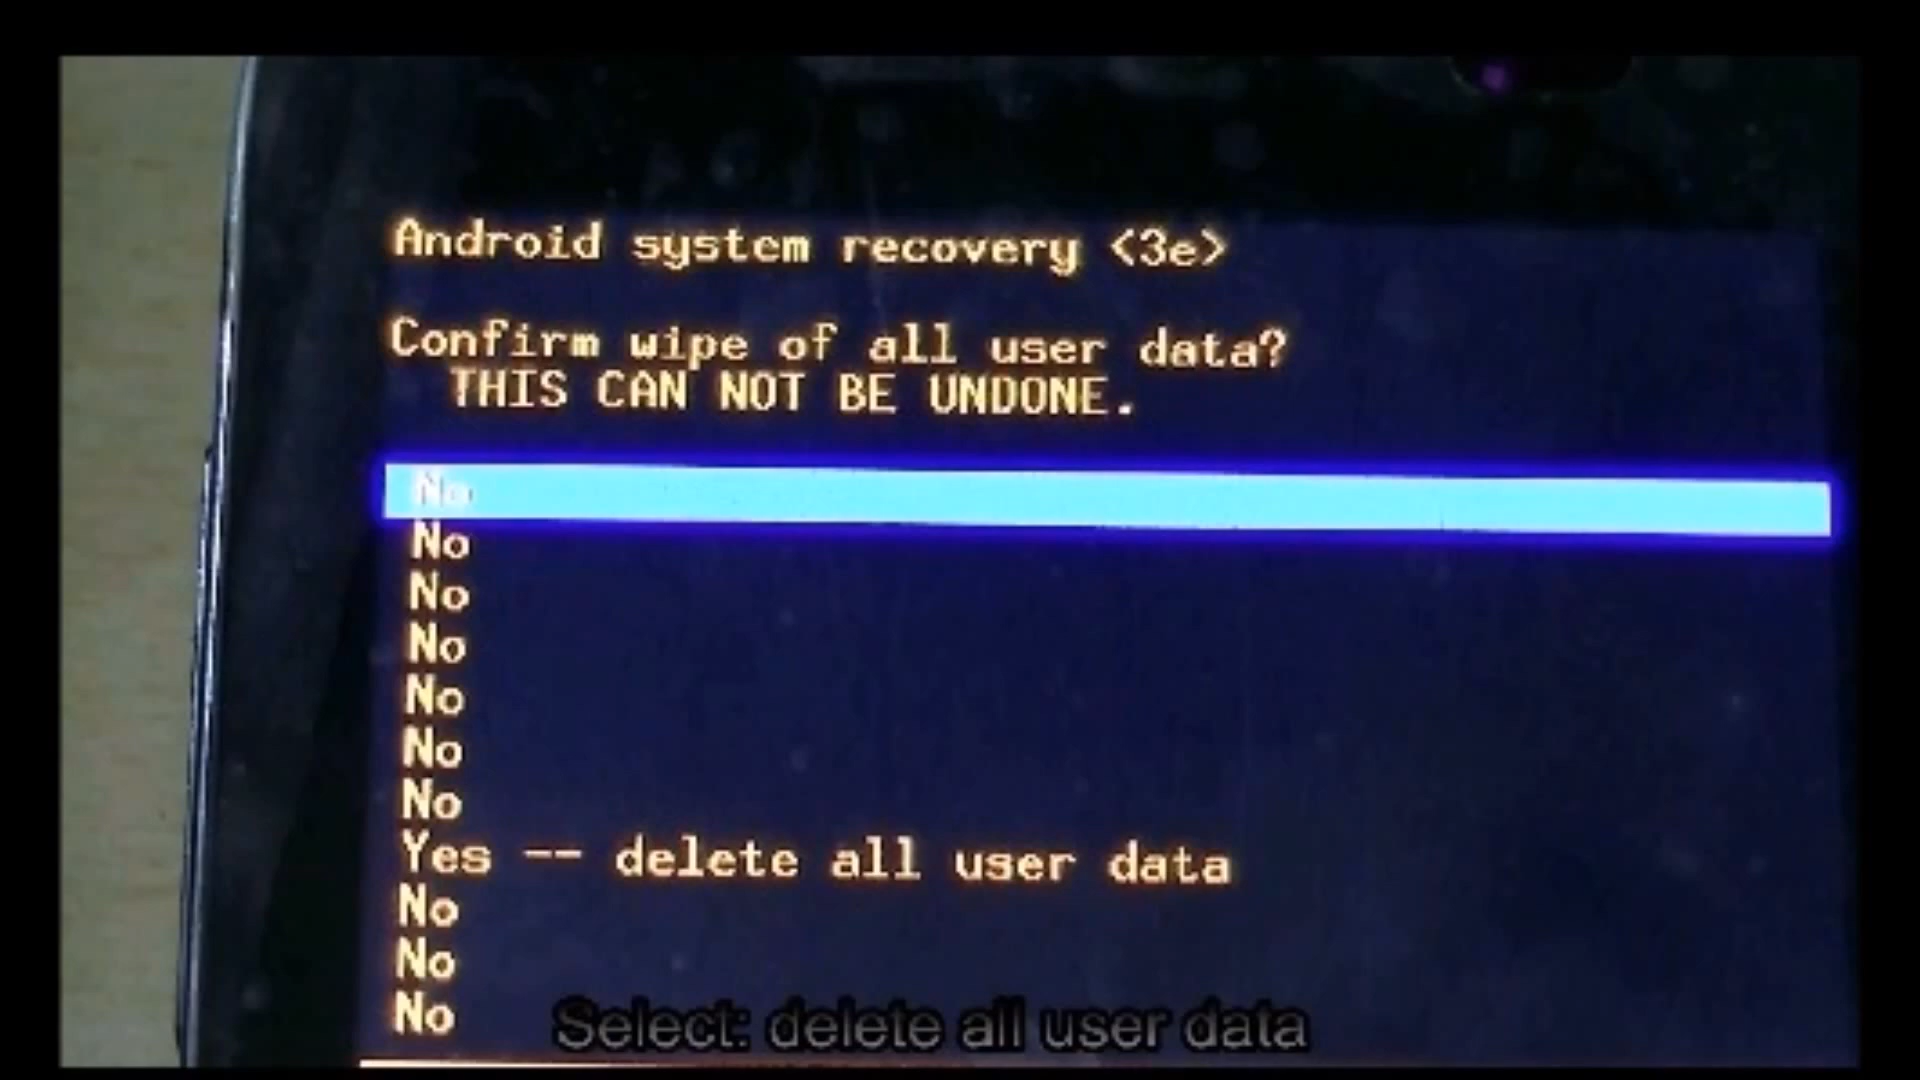 Android system recovery <3e>
Confirm wipe of all user data?
THIS CAN NOT BE UNDONE.
No
No
No
No
No
No
No
Yes -- delete all user data
No
No
No
Select: delete all user data